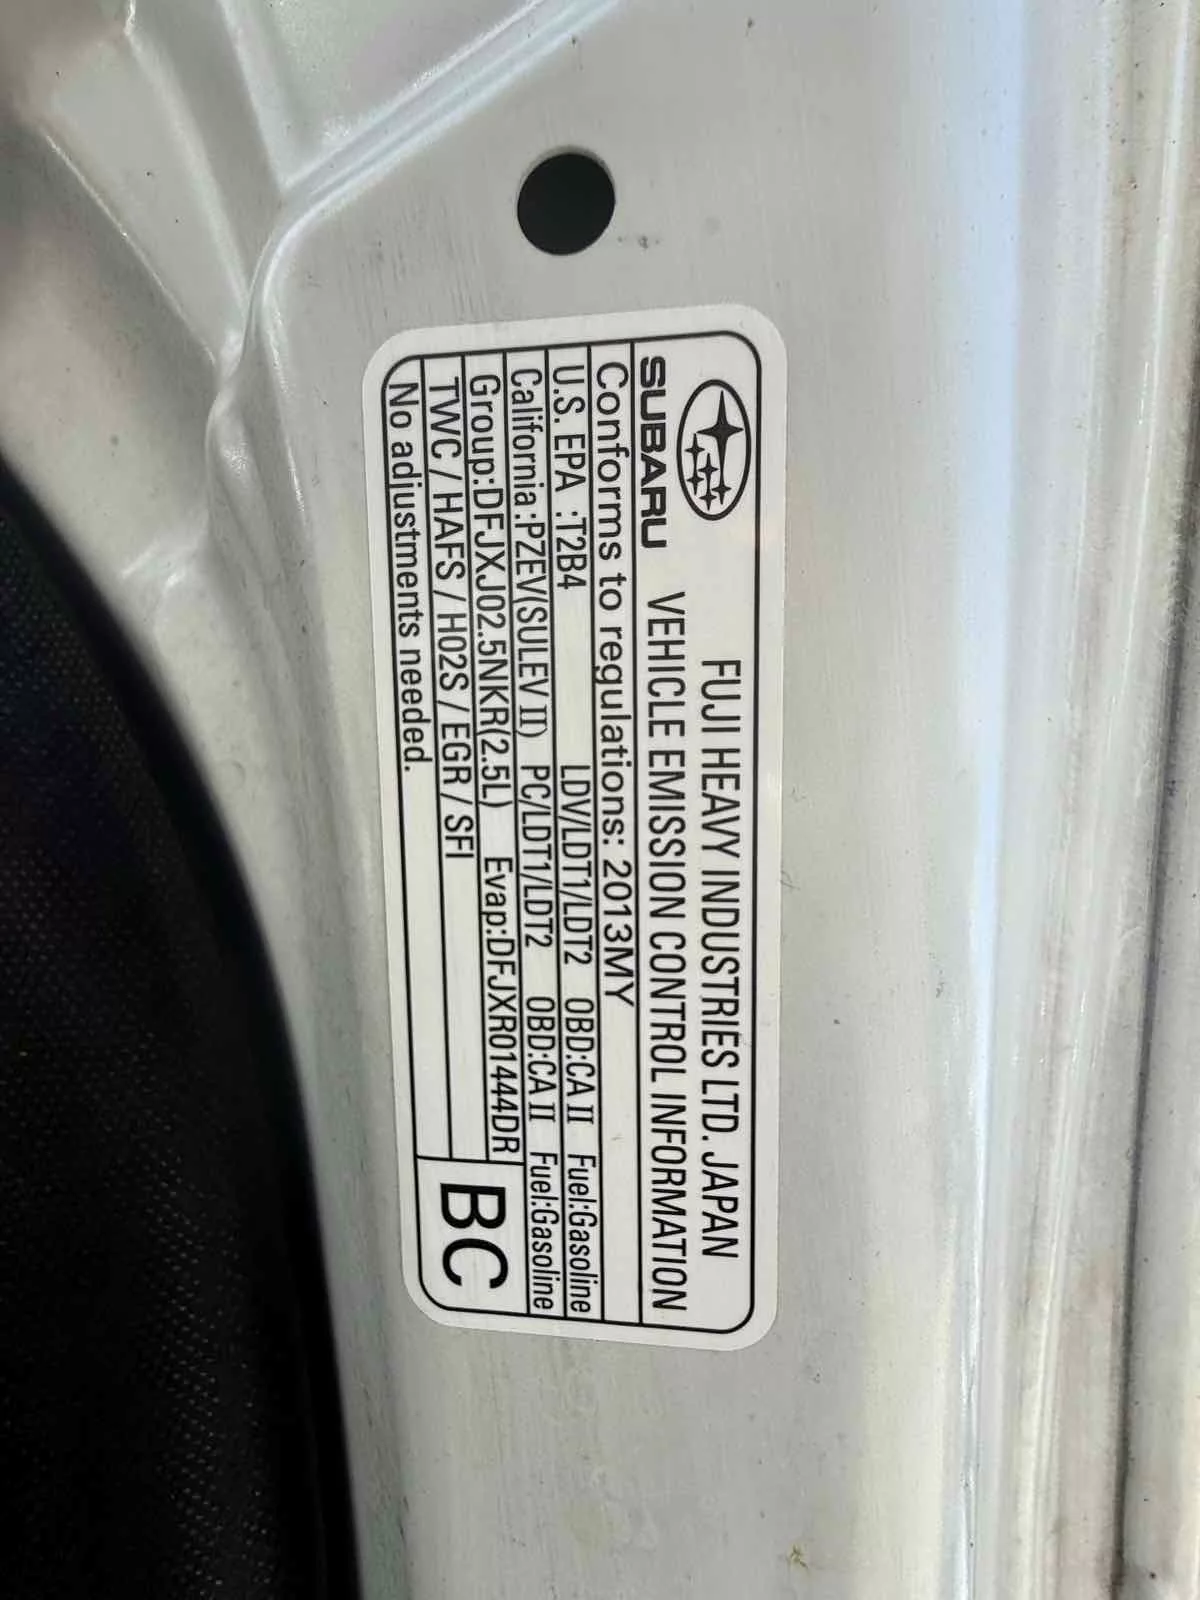 FUJI HEAVY INDUSTRIES LTD. JAPAN
SUBARU VEHICLE EMISSION CONTROL INFORMATION
Conforms to regulations: 2013MY
U.S. EPA :T2B4 LDV/LDT1/LDT2 OBD:CA II Fuel:Gasoline
California :PZEV(SULEV II) PC/LDT1/LDT2 OBD:CA II Fuel:Gasoline
Group:DFJXJ02.5NKR(2.5L) Evap:DFJXR01444DR
TWC / HAFS / HO2S / EGR / SFI
No adjustments needed.
BC